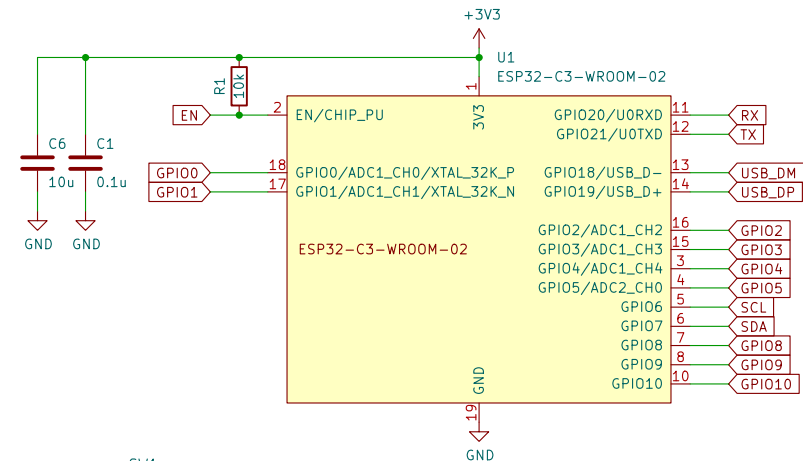 +3V3
U1
ESP32-C3-WROOM-02
R1
10k
1
3V3
EN
2
EN/CHIP_PU
GPIO20/U0RXD
11
RX
GPIO21/U0TXD
12
TX
C6
10u
C1
0.1u
GPIO0
18
GPIO0/ADC1_CH0/XTAL_32K_P
GPIO18/USB_D-
13
USB_DM
GPIO1
17
GPIO1/ADC1_CH1/XTAL_32K_N
GPIO19/USB_D+
14
USB_DP
GND
GND
GPIO2/ADC1_CH2
16
GPIO2
ESP32-C3-WROOM-02
GPIO3/ADC1_CH3
15
GPIO3
GPIO4/ADC1_CH4
3
GPIO4
GPIO5/ADC2_CH0
4
GPIO5
GPIO6
5
SCL
GPIO7
6
SDA
GPIO8
7
GPIO8
GPIO9
8
GPIO9
GPIO10
10
GPIO10
GND
19
GND